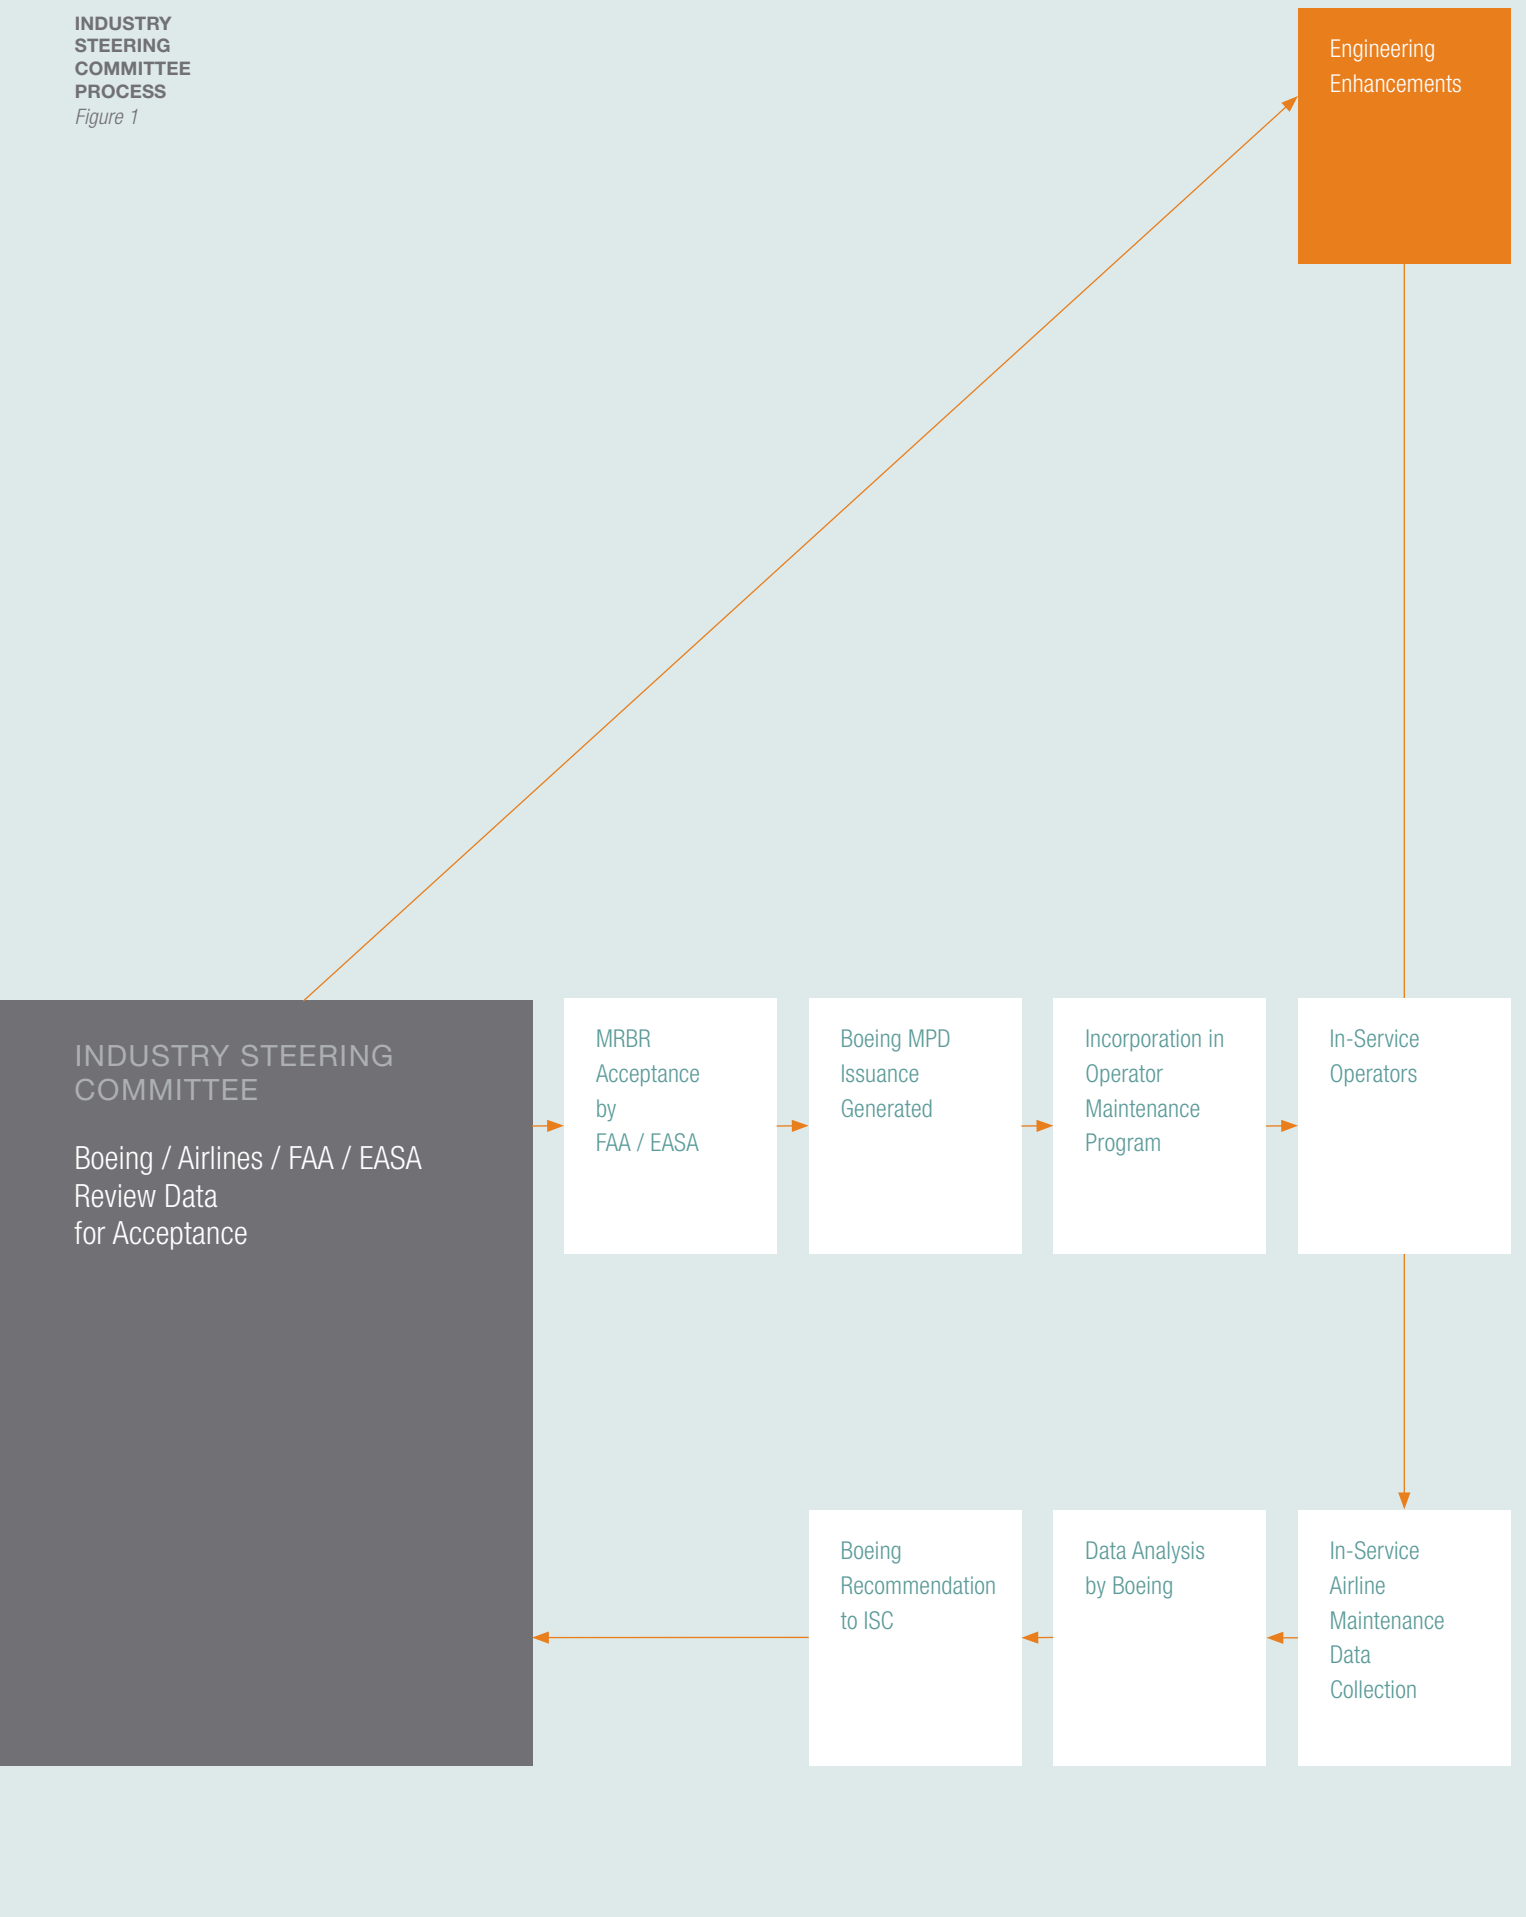 INDUSTRY
STEERING
COMMITTEE
PROCESS
Figure 1
Engineering
Enhancements
INDUSTRY STEERING
COMMITTEE
Boeing / Airlines / FAA / EASA
Review Data
for Acceptance
MRBR
Acceptance
by
FAA / EASA
Boeing MPD
Issuance
Generated
Incorporation in
Operator
Maintenance
Program
In-Service
Operators
Boeing
Recommendation
to ISC
Data Analysis
by Boeing
In-Service
Airline
Maintenance
Data
Collection